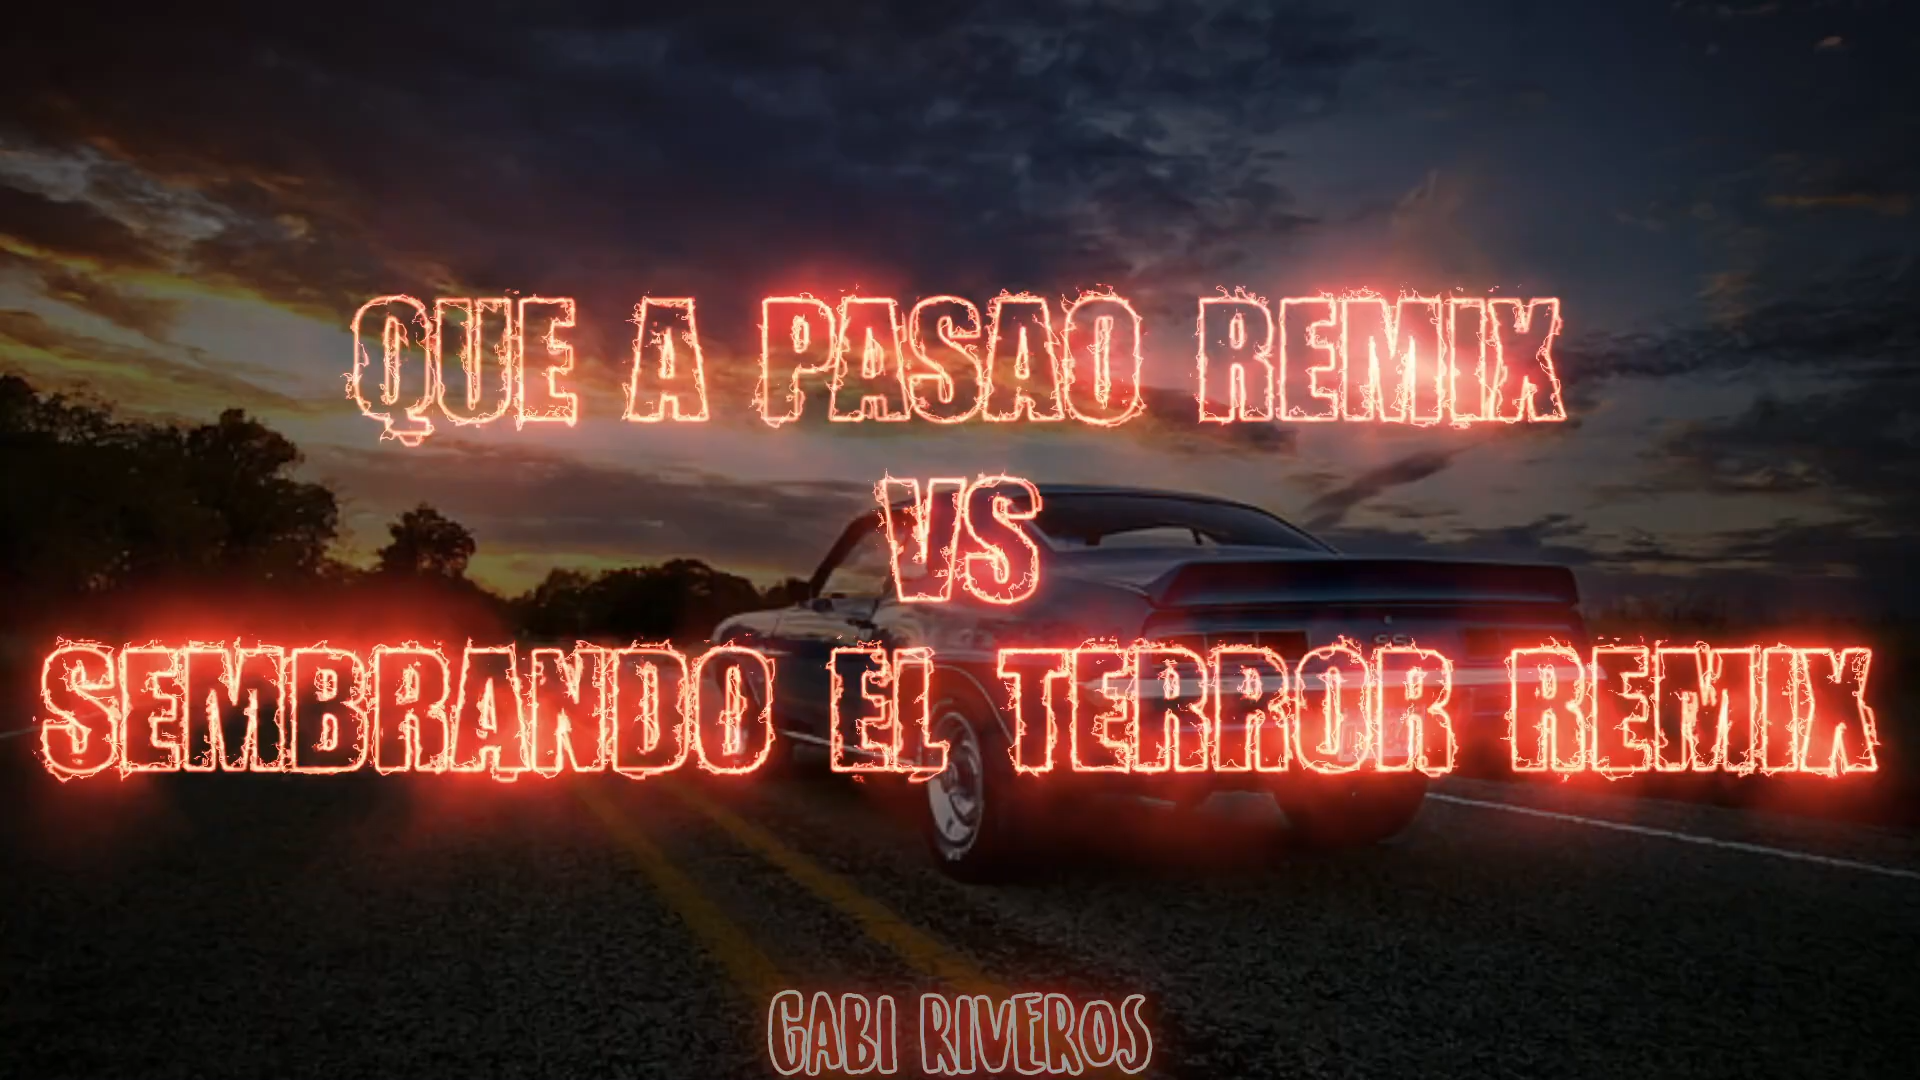 QUE A PASAO REMIX
VS
SEMBRANDO EL TERROR REMIX
GABI RIVEROS